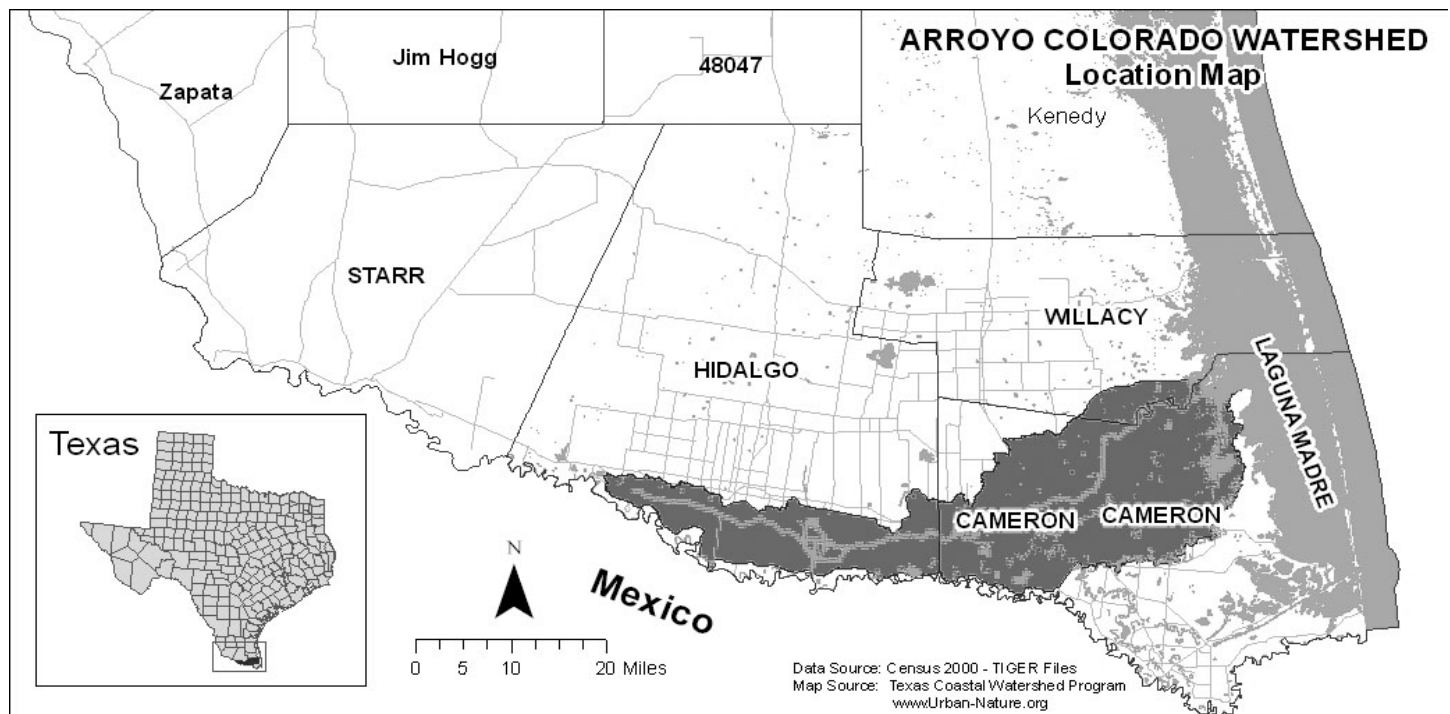 ARROYO COLORADO WATERSHED
Location Map
Zapata
Jim Hogg
48047
Kenedy
STARR
HIDALGO
WILLACY
LAGUNA MADRE
CAMERON
CAMERON
Mexico
Texas
N
0 5 10 20 Miles
Data Source: Census 2000 - TIGER Files
Map Source: Texas Coastal Watershed Program
www.Urban-Nature.org